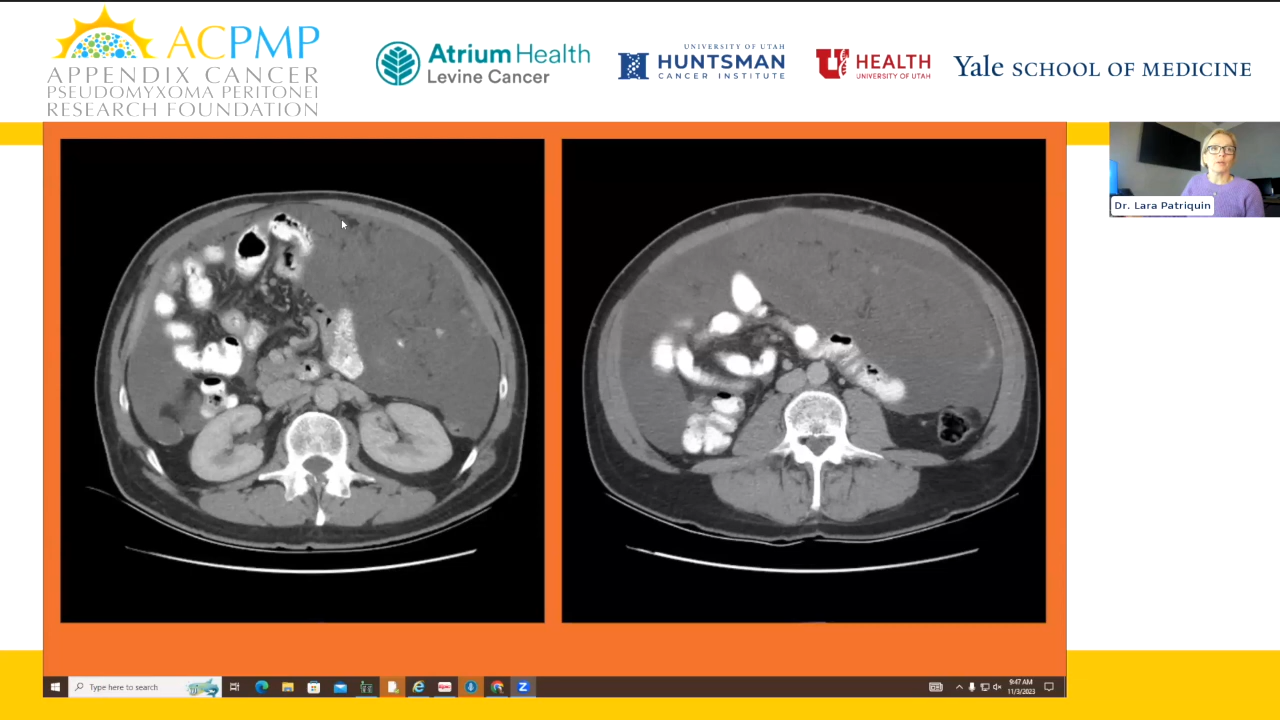 ACPMP
APPENDIX CANCER
PSEUDOMYXOMA PERITONEI
RESEARCH FOUNDATION
Atrium Health
Levine Cancer
UNIVERSITY OF UTAH
HUNTSMAN
CANCER INSTITUTE
U HEALTH
UNIVERSITY OF UTAH
Yale SCHOOL OF MEDICINE
Dr. Lara Patriquin
Type here to search
9:47 AM
11/3/2023